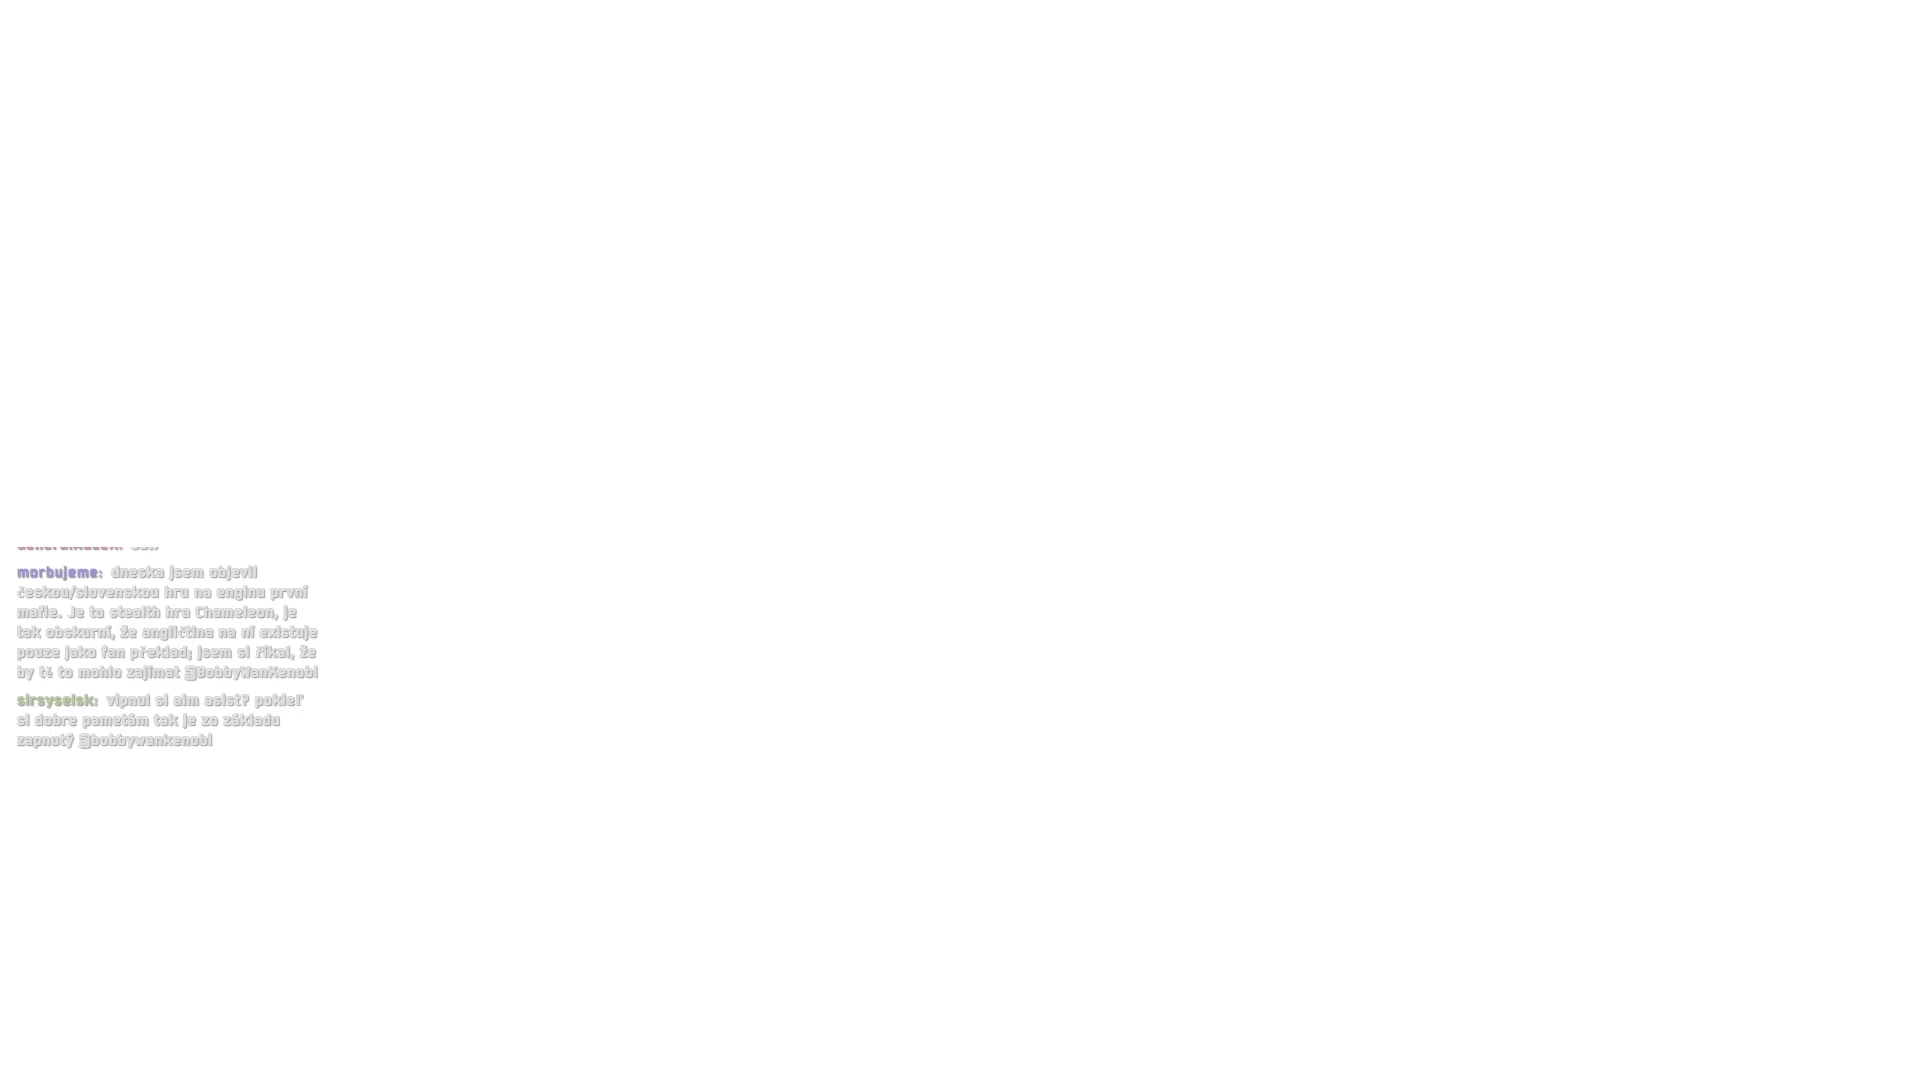 morbujeme: dneska jsem objevil
českou/slovenskou hru na enginu první
mafie. Je to stealth hra Chameleon, je
tak obskurní, že angličtina na ní existuje
pouze jako fan překlad; jsem si říkal, že
by tě to mohlo zajímat @BobbyWanKenobi
sirsyselsk: vipnul si aim asist? pokieľ
si dobre pametám tak je zo základu
zapnutý @bobbywankenobi